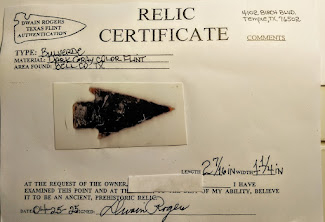 DWAIN ROGERS
TEXAS FLINT
AUTHENTICATION
RELIC
CERTIFICATE
4102 BIRCH BLVD.
TEMPLE, TX 76502
COMMENTS
TYPE: BULVERDE
MATERIAL: DARK GRAY COLOR FLINT
AREA FOUND: BELL CO. TX
LENGTH 2 7/16 IN WIDTH 1 1/4 IN
AT THE REQUEST OF THE OWNER, I HAVE
EXAMINED THIS POINT AND AT THE BEST OF MY ABILITY, BELIEVE
IT TO BE AN ANCIENT, PREHISTORIC RELIC.
DATE 04-25-25 SIGNED Dwain Rogers